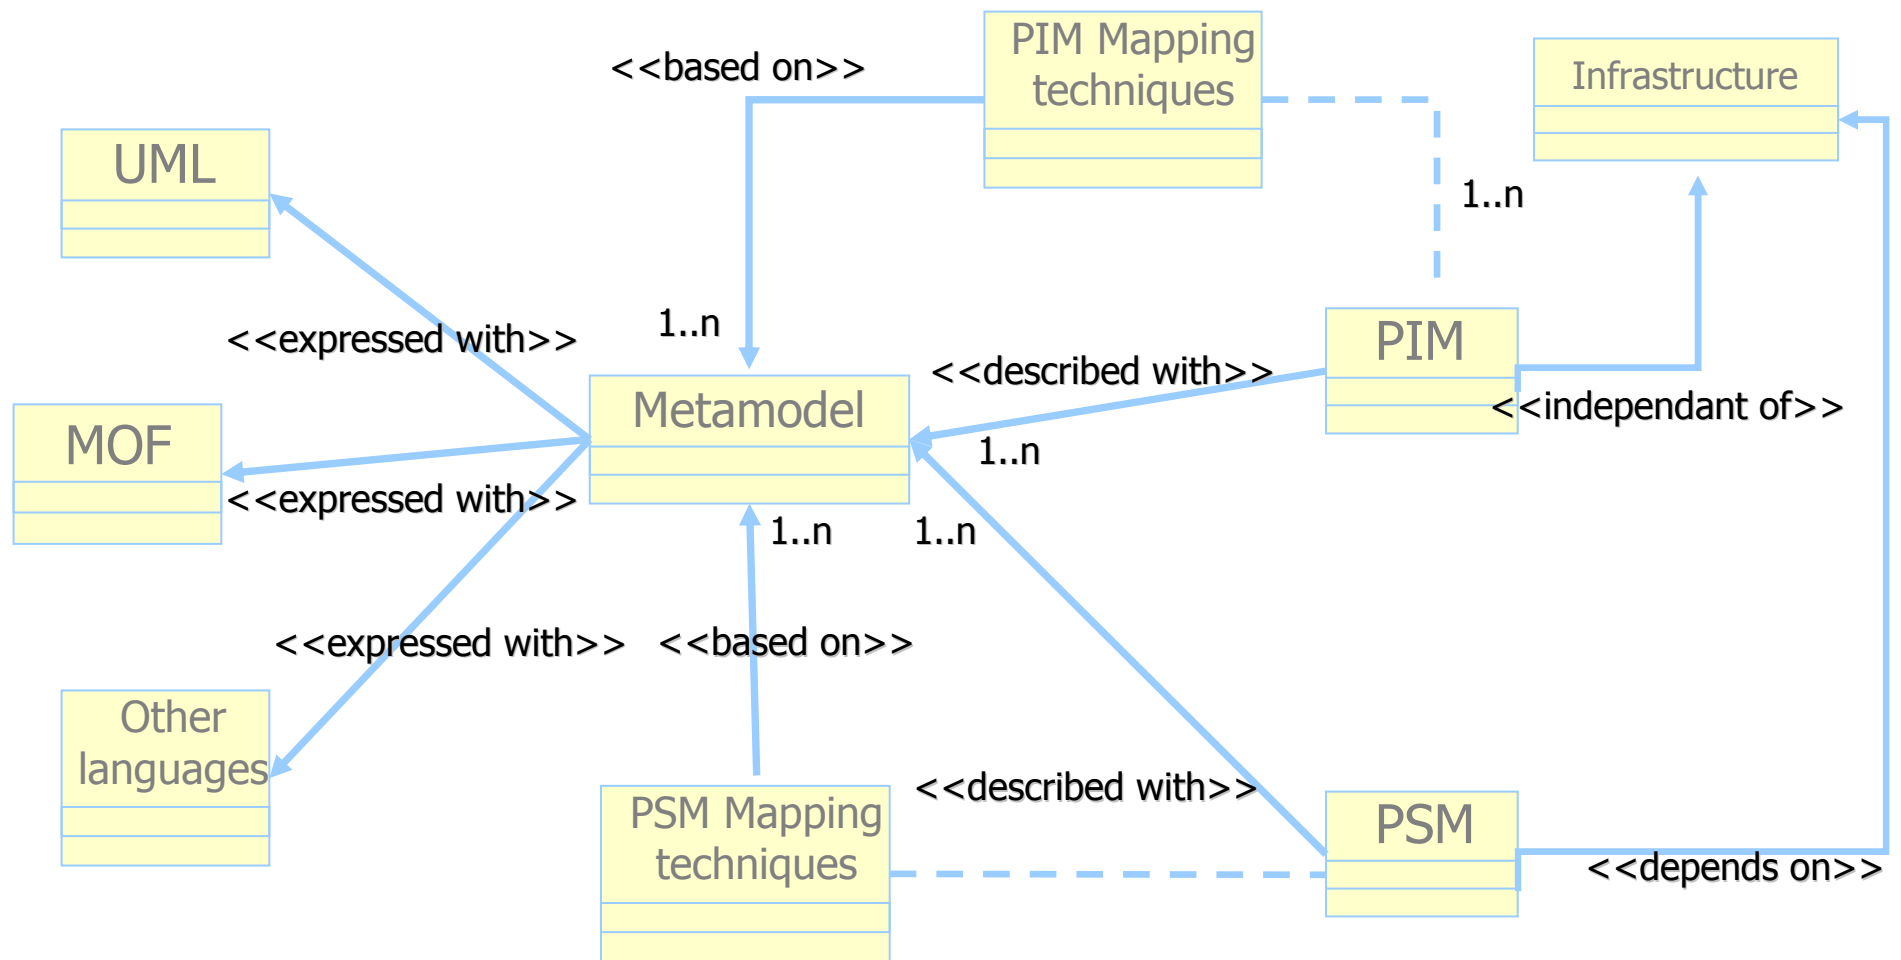 PIM Mapping
techniques
<<based on>>
Infrastructure
UML
1..n
1..n
<<expressed with>>
PIM
<<described with>>
Metamodel
<<independant of>>
MOF
1..n
<<expressed with>>
1..n
1..n
<<expressed with>>
<<based on>>
Other
languages
<<described with>>
PSM Mapping
techniques
PSM
<<depends on>>